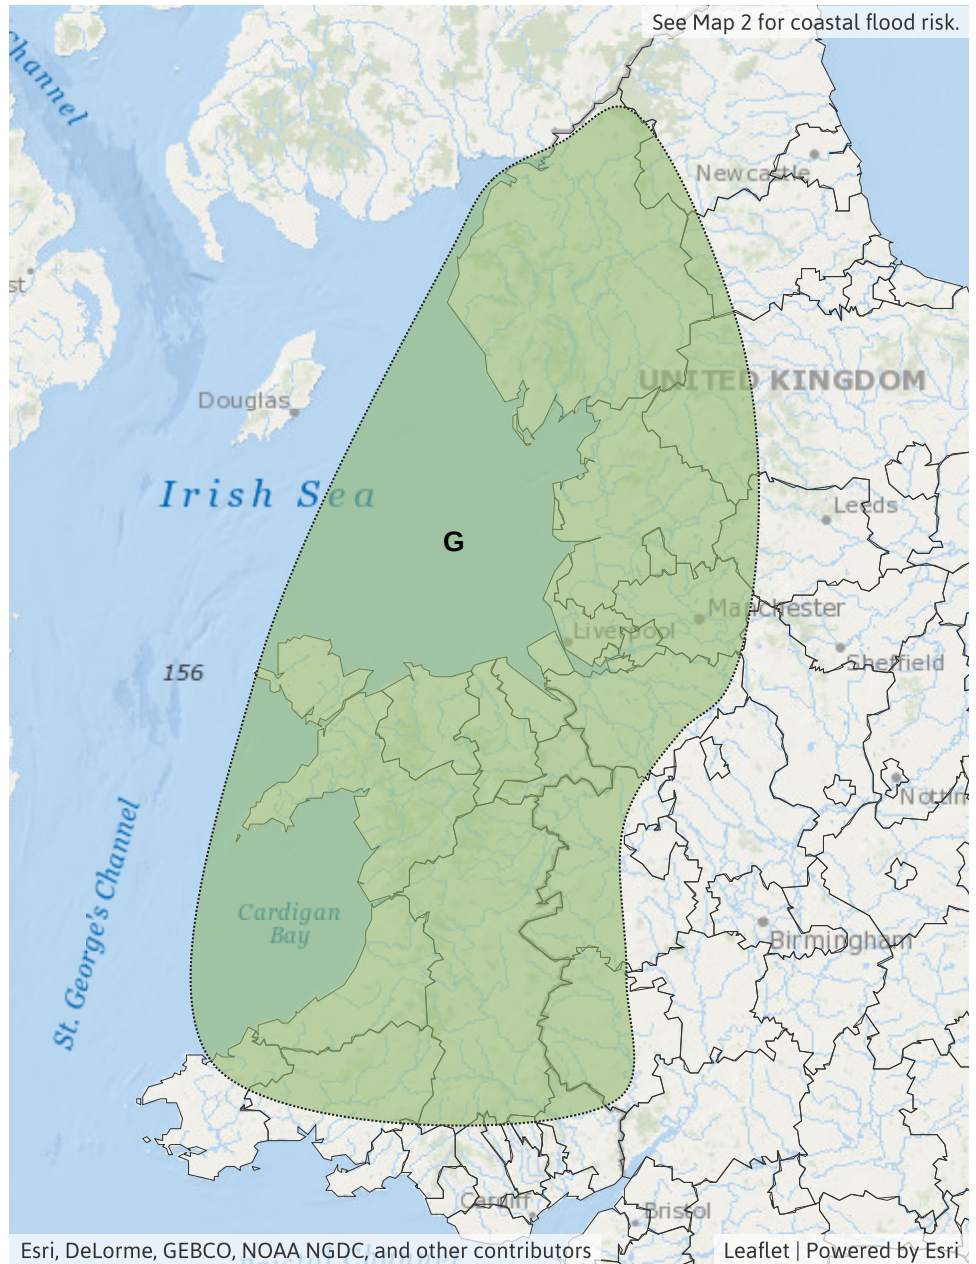 See Map 2 for coastal flood risk.
Channel
Newcastle
st
UNITED KINGDOM
Douglas
Irish Sea
Leeds
G
Manchester
Liverpool
Sheffield
156
Nottin
St. George's Channel
Cardigan
Bay
Birmingham
Cardiff
Bristol
Esri, DeLorme, GEBCO, NOAA NGDC, and other contributors
Leaflet | Powered by Esri